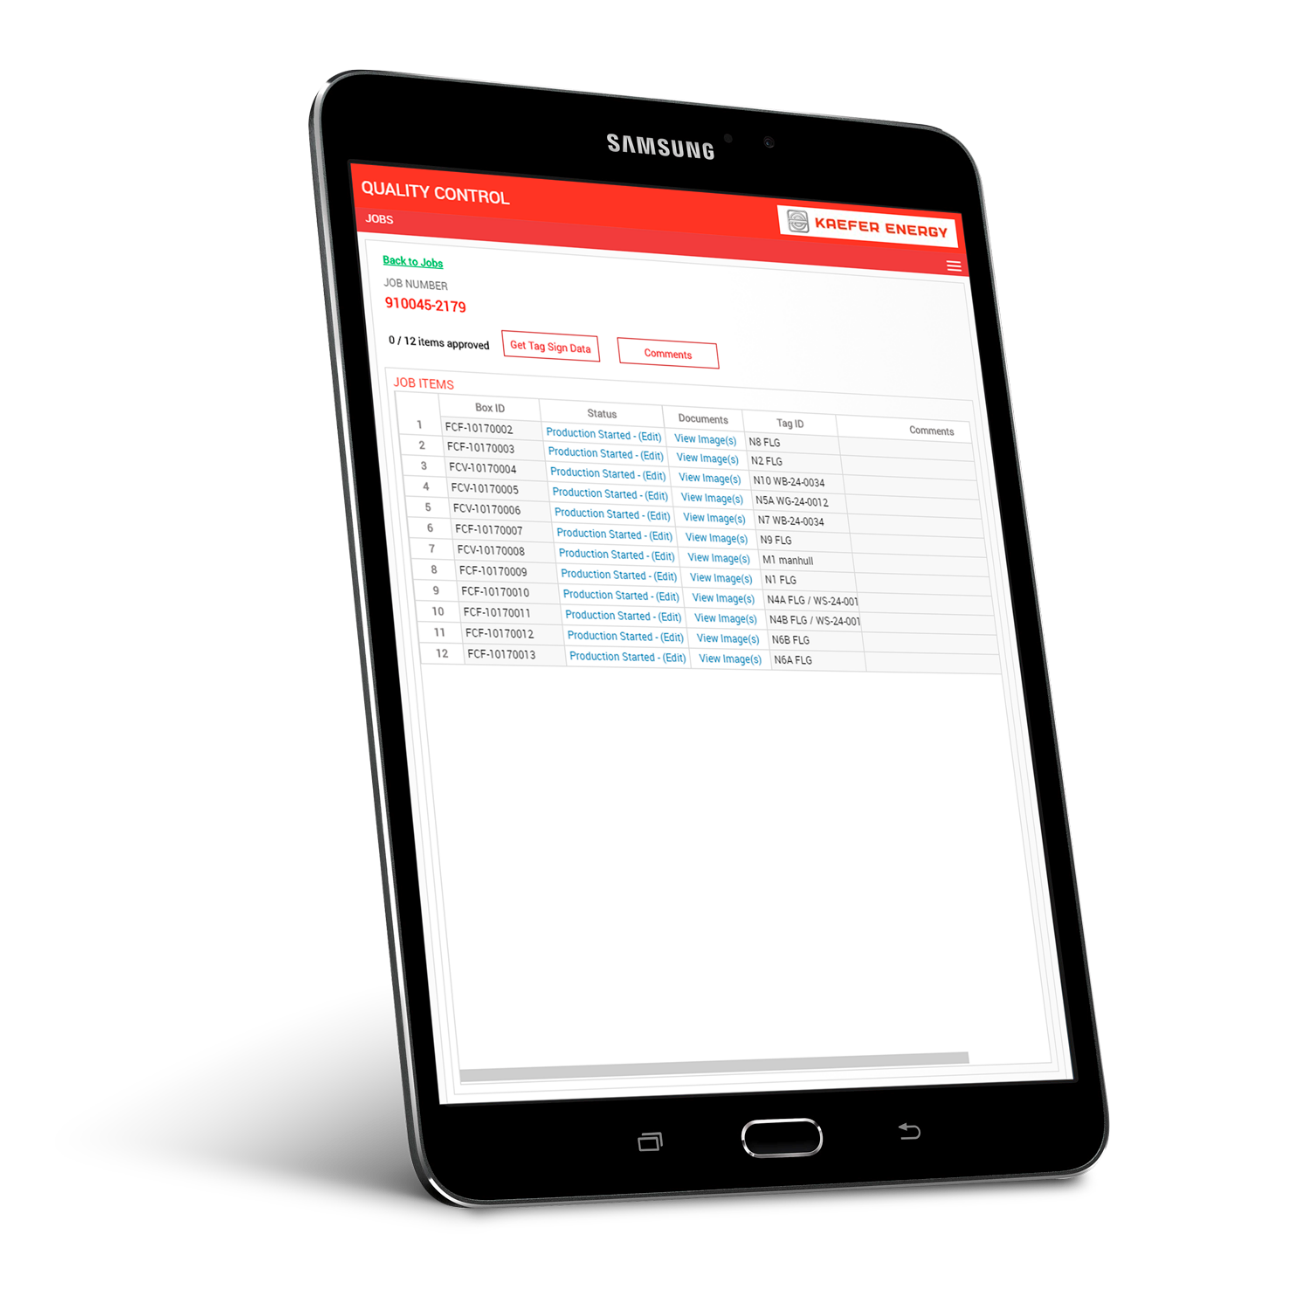 SAMSUNG
QUALITY CONTROL
KAEFER ENERGY
JOBS
Back to Jobs
JOB NUMBER
910045-2179
0 / 12 items approved Get Tag Sign Data Comments
JOB ITEMS
Box ID Status Documents Tag ID Comments
1 FCF-10170002 Production Started - (Edit) View Image(s) N8 FLG
2 FCF-10170003 Production Started - (Edit) View Image(s) N2 FLG
3 FCV-10170004 Production Started - (Edit) View Image(s) N10 WB-24-0034
4 FCV-10170005 Production Started - (Edit) View Image(s) N5A WG-24-0012
5 FCV-10170006 Production Started - (Edit) View Image(s) N7 WB-24-0034
6 FCF-10170007 Production Started - (Edit) View Image(s) N9 FLG
7 FCV-10170008 Production Started - (Edit) View Image(s) M1 manhull
8 FCF-10170009 Production Started - (Edit) View Image(s) N1 FLG
9 FCF-10170010 Production Started - (Edit) View Image(s) N4A FLG / WS-24-001
10 FCF-10170011 Production Started - (Edit) View Image(s) N4B FLG / WS-24-001
11 FCF-10170012 Production Started - (Edit) View Image(s) N6B FLG
12 FCF-10170013 Production Started - (Edit) View Image(s) N6A FLG